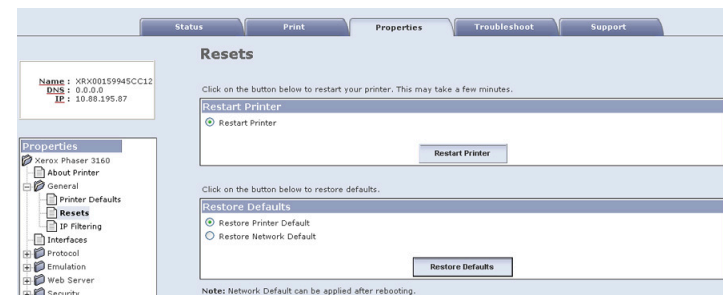 Status
Print
Properties
Troubleshoot
Support
Resets
Name : XRX00159945CC12
DNS : 0.0.0.0
IP : 10.88.195.87
Click on the button below to restart your printer. This may take a few minutes.
Restart Printer
Restart Printer
Restart Printer
Properties
Xerox Phaser 3160
About Printer
General
Printer Defaults
Resets
IP Filtering
Interfaces
Protocol
Emulation
Web Server
Security
Click on the button below to restore defaults.
Restore Defaults
Restore Printer Default
Restore Network Default
Restore Defaults
Note: Network Default can be applied after rebooting.